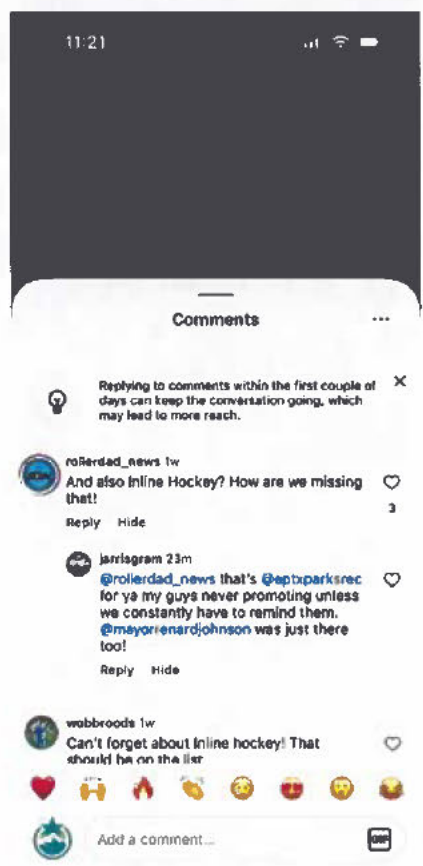 11:21
Comments
Replying to comments within the first couple of
days can keep the conversation going, which
may lead to more reach.
rollerdad_news 1w
And also Inline Hockey? How are we missing
that!
3
Reply Hide
jarrisgram 23m
@rollerdad_news that's @eptxparksrec
for ya my guys never promoting unless
we constantly have to remind them.
@mayorrenardjohnson was just there
too!
Reply Hide
wabbroods 1w
Can't forget about Inline hockey! That
should be on the list
Add a comment...
GIF